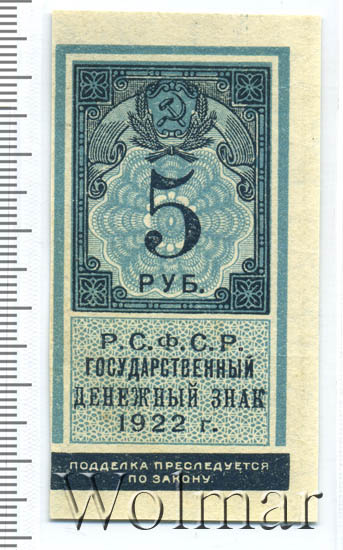 5
РУБ.
Р.С.Ф.С.Р.
ГОСУДАРСТВЕННЫЙ
ДЕНЕЖНЫЙ ЗНАК
1922 г.
ПОДДЕЛКА ПРЕСЛЕДУЕТСЯ
ПО ЗАКОНУ.
Wolmar